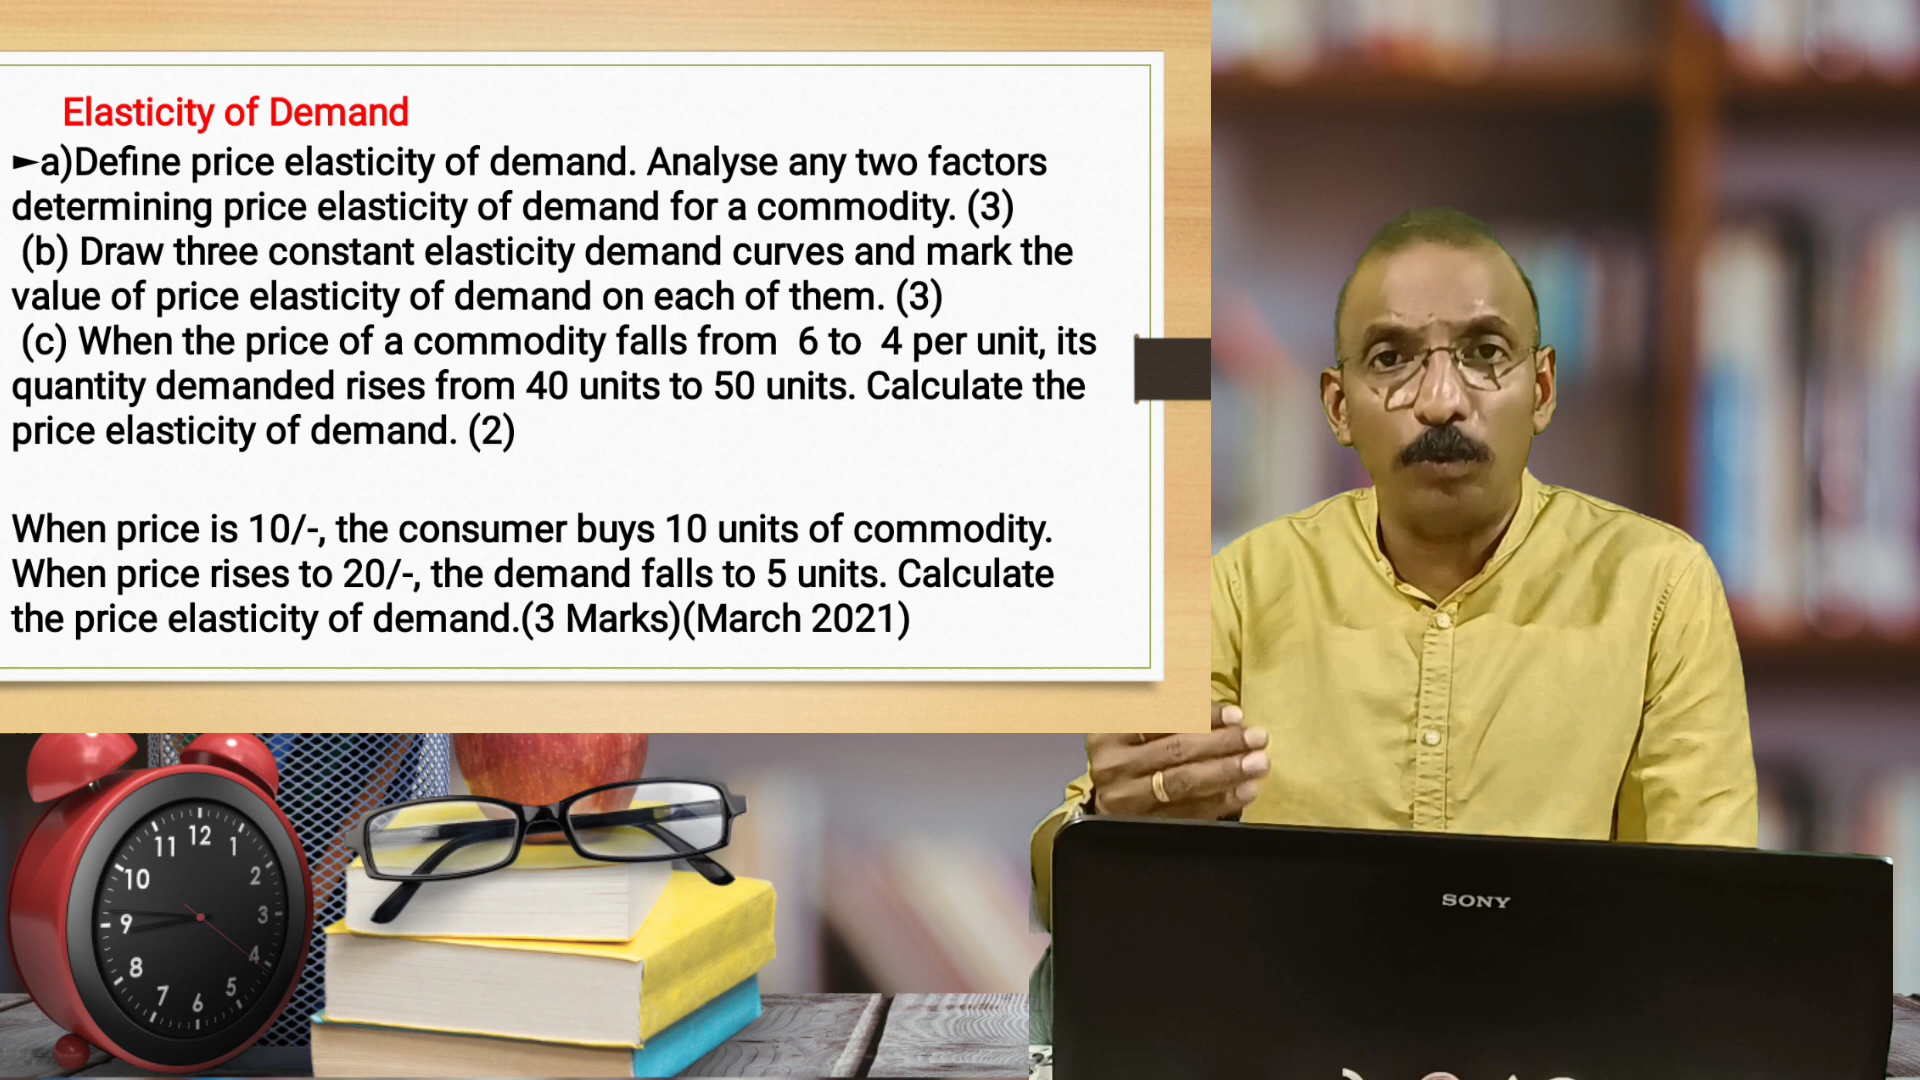 Elasticity of Demand
►a)Define price elasticity of demand. Analyse any two factors
determining price elasticity of demand for a commodity. (3)
(b) Draw three constant elasticity demand curves and mark the
value of price elasticity of demand on each of them. (3)
(c) When the price of a commodity falls from 6 to 4 per unit, its
quantity demanded rises from 40 units to 50 units. Calculate the
price elasticity of demand. (2)
When price is 10/-, the consumer buys 10 units of commodity.
When price rises to 20/-, the demand falls to 5 units. Calculate
the price elasticity of demand.(3 Marks)(March 2021)
12
11
1
10
2
9
3
8
4
7
6
5
SONY